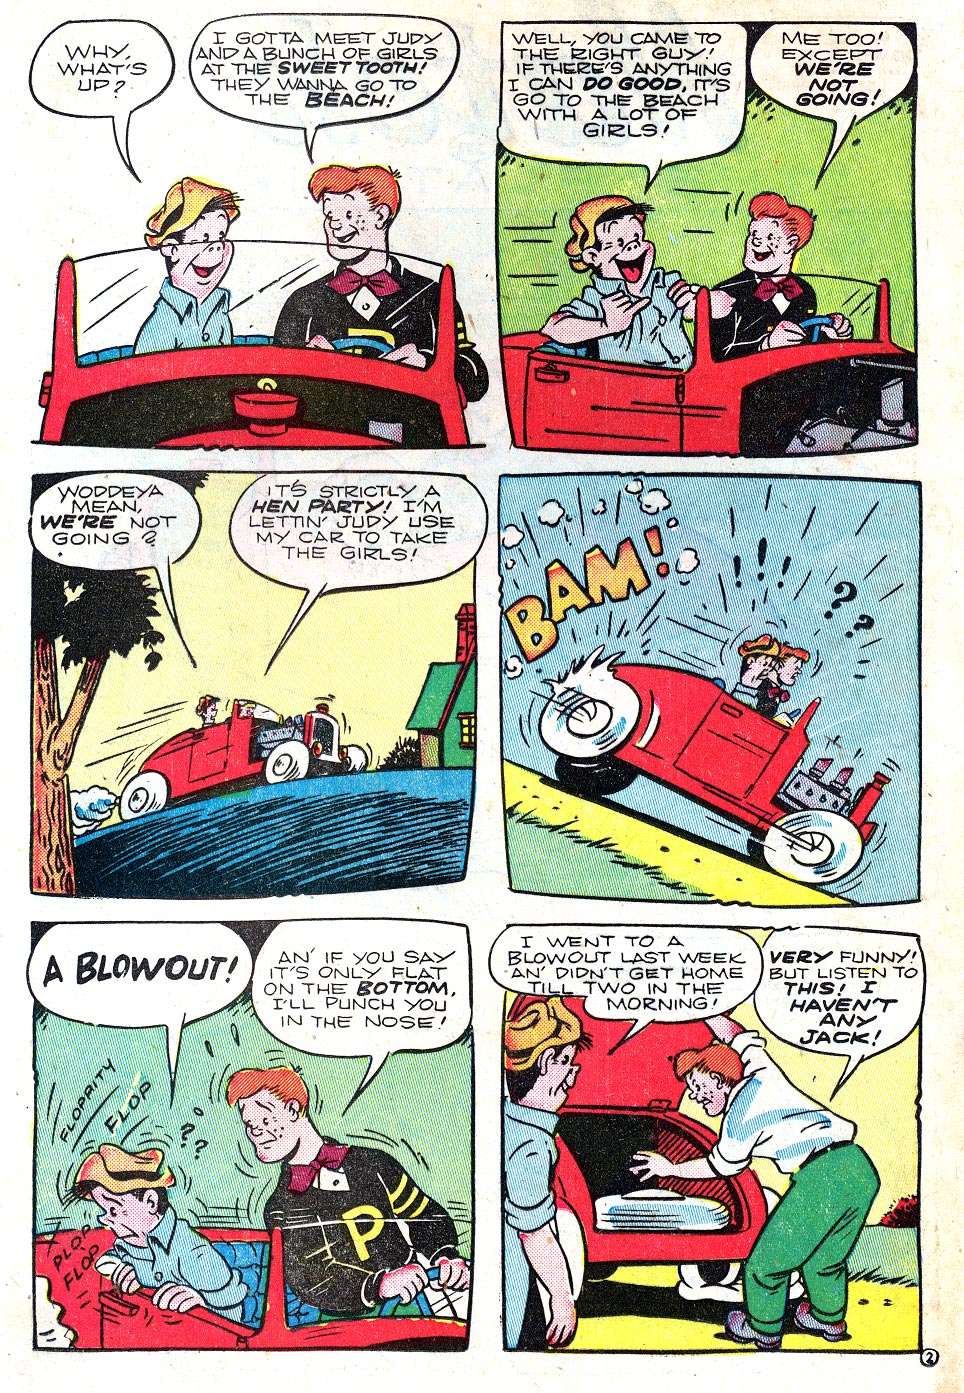 WHY,
WHAT'S
UP?
I GOTTA MEET JUDY
AND A BUNCH OF GIRLS
AT THE SWEET TOOTH!
THEY WANNA GO TO
THE BEACH!
WELL, YOU CAME TO
THE RIGHT GUY!
IF THERE'S ANYTHING
I CAN DO GOOD, IT'S
GO TO THE BEACH
WITH A LOT OF
GIRLS!
ME TOO!
EXCEPT
WE'RE
NOT
GOING!
WODDEYA
MEAN,
WE'RE NOT
GOING?
IT'S STRICTLY A
HEN PARTY! I'M
LETTIN' JUDY USE
MY CAR TO TAKE
THE GIRLS!
BAM!
!!!
???
A BLOWOUT!
AN' IF YOU SAY
IT'S ONLY FLAT
ON THE BOTTOM,
I'LL PUNCH YOU
IN THE NOSE!
FLOPPITY
FLOP
??
PLOP
FLOP
P
I WENT TO A
BLOWOUT LAST WEEK
AN' DIDN'T GET HOME
TILL TWO IN THE
MORNING!
VERY FUNNY!
BUT LISTEN TO
THIS! I
HAVEN'T
ANY
JACK!
2